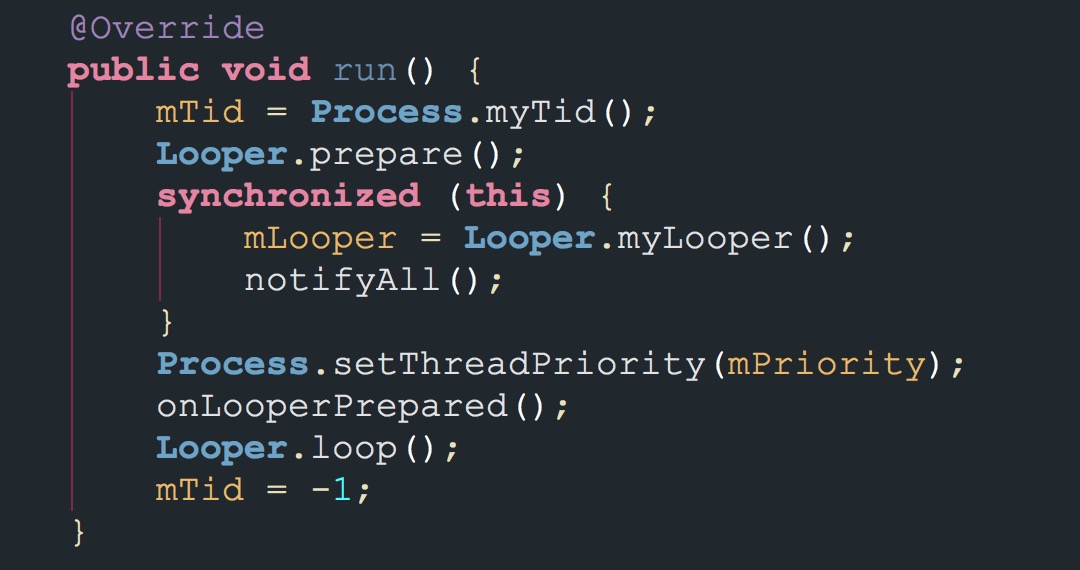 @Override
public void run() {
    mTid = Process.myTid();
    Looper.prepare();
    synchronized (this) {
        mLooper = Looper.myLooper();
        notifyAll();
    }
    Process.setThreadPriority(mPriority);
    onLooperPrepared();
    Looper.loop();
    mTid = -1;
}